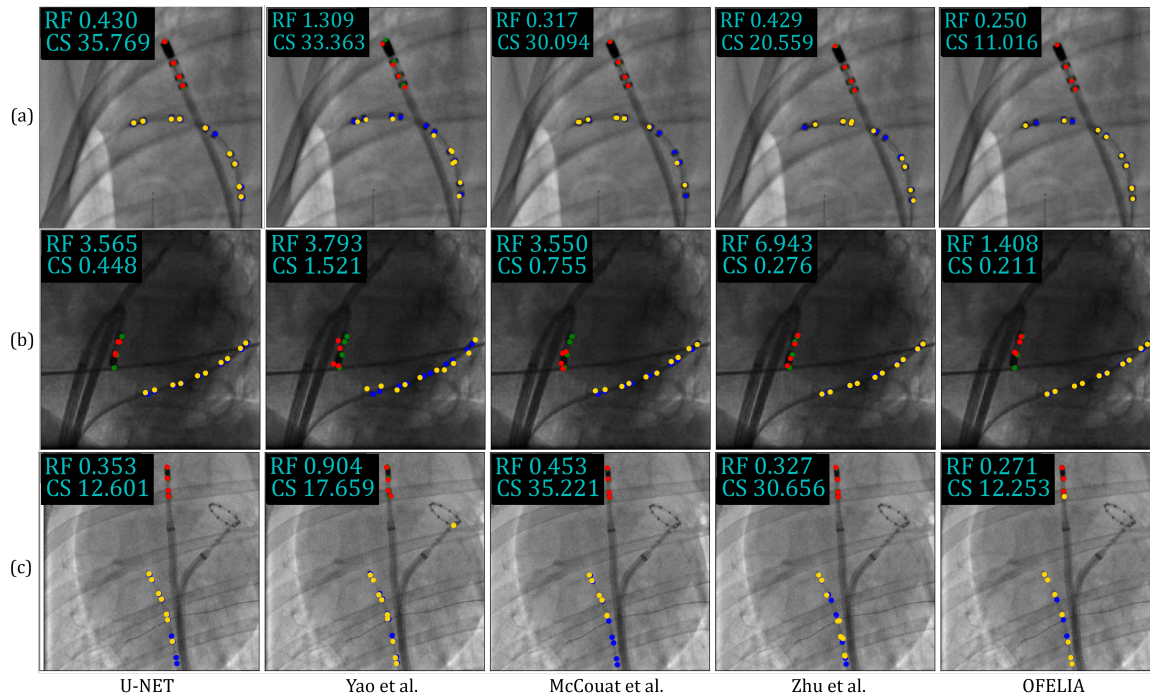 RF 0.430
CS 35.769
RF 1.309
CS 33.363
RF 0.317
CS 30.094
RF 0.429
CS 20.559
RF 0.250
CS 11.016
(a)
RF 3.565
CS 0.448
RF 3.793
CS 1.521
RF 3.550
CS 0.755
RF 6.943
CS 0.276
RF 1.408
CS 0.211
(b)
RF 0.353
CS 12.601
RF 0.904
CS 17.659
RF 0.453
CS 35.221
RF 0.327
CS 30.656
RF 0.271
CS 12.253
(c)
U-NET
Yao et al.
McCouat et al.
Zhu et al.
OFELIA